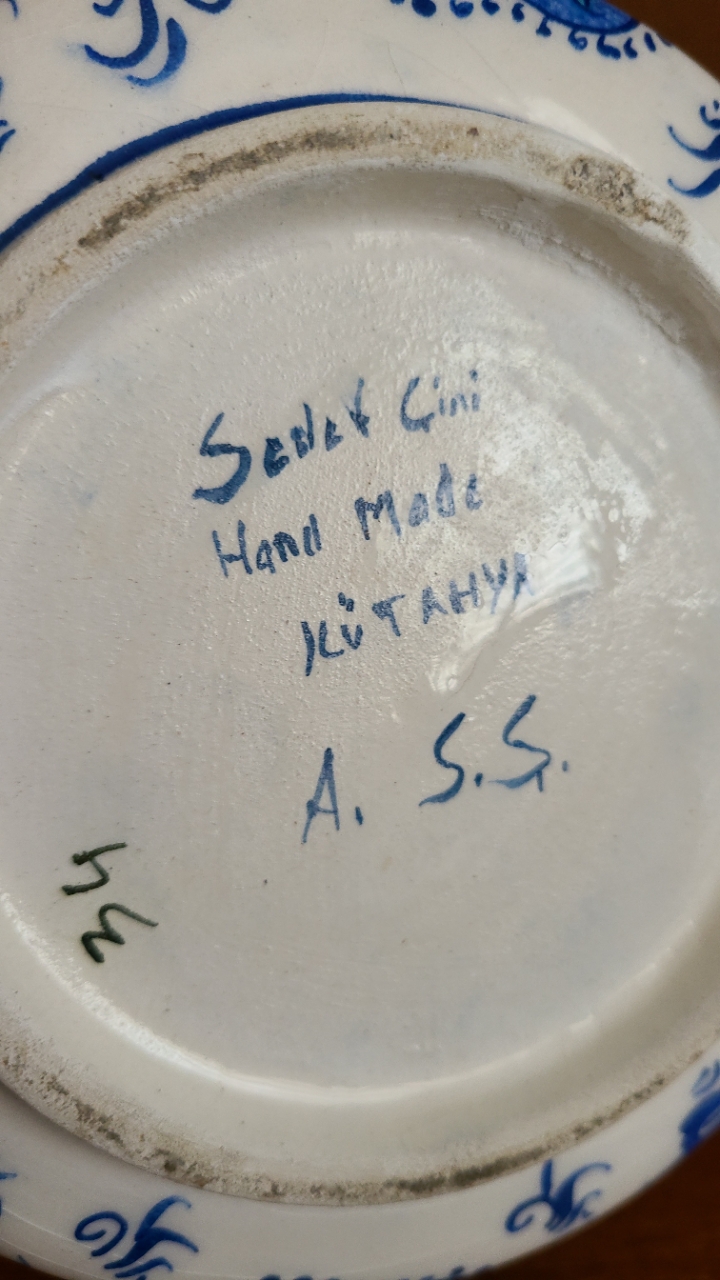 Sedef Çini
Hand Made
KÜTAHYA
A. S.Ş.
34